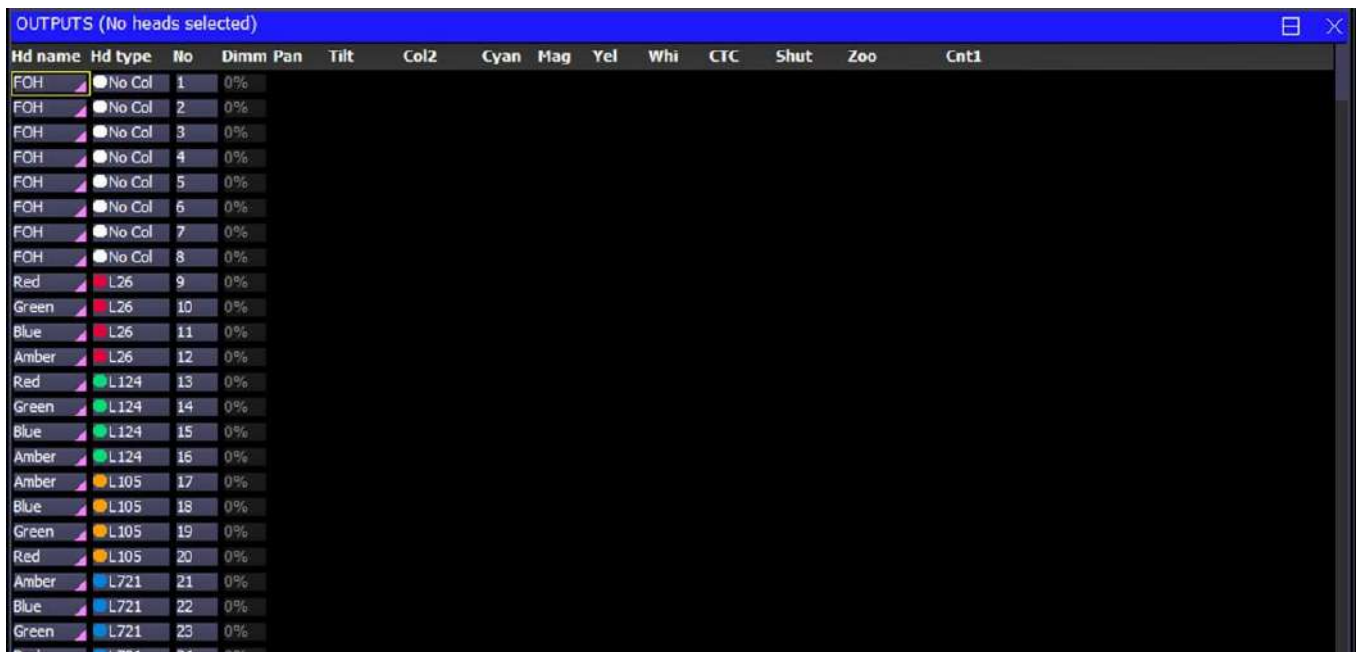 OUTPUTS (No heads selected)
Hd name Hd type No Dimm Pan Tilt Col2 Cyan Mag Yel Whi CTC Shut Zoo Cnt1
FOH No Col 1 0%
FOH No Col 2 0%
FOH No Col 3 0%
FOH No Col 4 0%
FOH No Col 5 0%
FOH No Col 6 0%
FOH No Col 7 0%
FOH No Col 8 0%
Red L26 9 0%
Green L26 10 0%
Blue L26 11 0%
Amber L26 12 0%
Red L124 13 0%
Green L124 14 0%
Blue L124 15 0%
Amber L124 16 0%
Amber L105 17 0%
Blue L105 18 0%
Green L105 19 0%
Red L105 20 0%
Amber L721 21 0%
Blue L721 22 0%
Green L721 23 0%